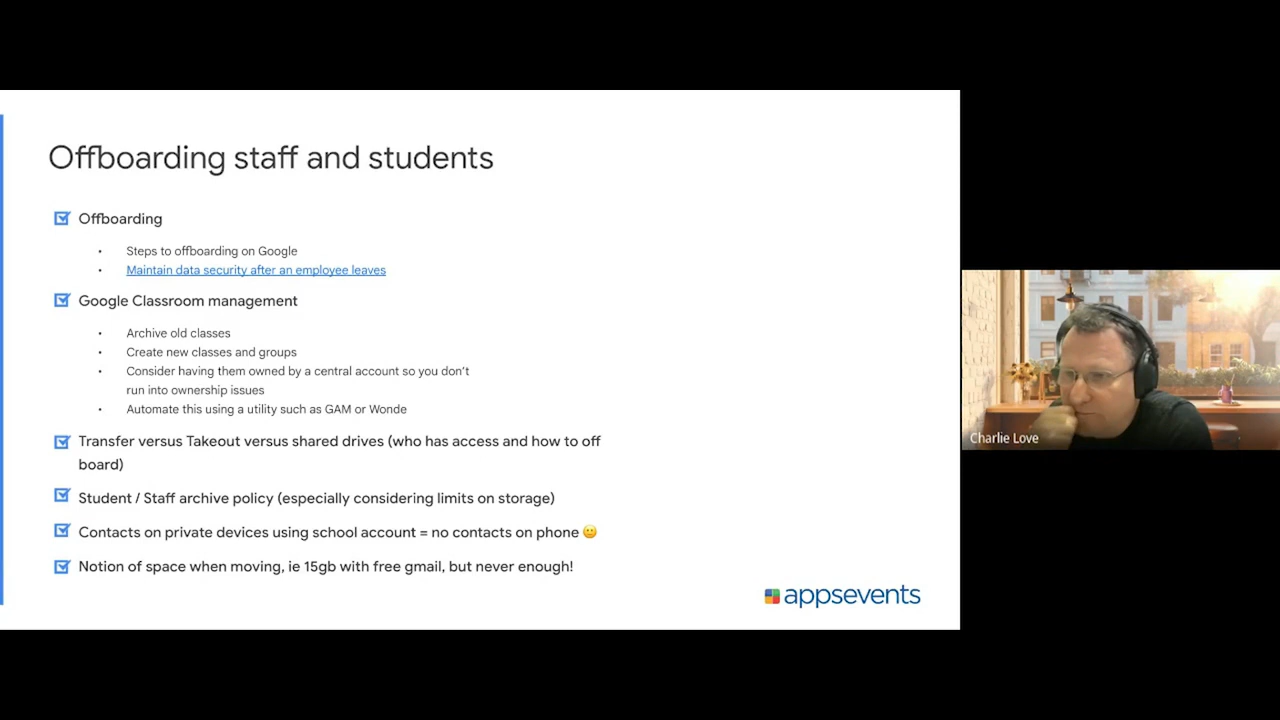 Offboarding staff and students
Offboarding
• Steps to offboarding on Google
• Maintain data security after an employee leaves
Google Classroom management
• Archive old classes
• Create new classes and groups
• Consider having them owned by a central account so you don’t
run into ownership issues
• Automate this using a utility such as GAM or Wonde
Transfer versus Takeout versus shared drives (who has access and how to off
board)
Student / Staff archive policy (especially considering limits on storage)
Contacts on private devices using school account = no contacts on phone 🙁
Notion of space when moving, ie 15gb with free gmail, but never enough!
appsevents
Charlie Love